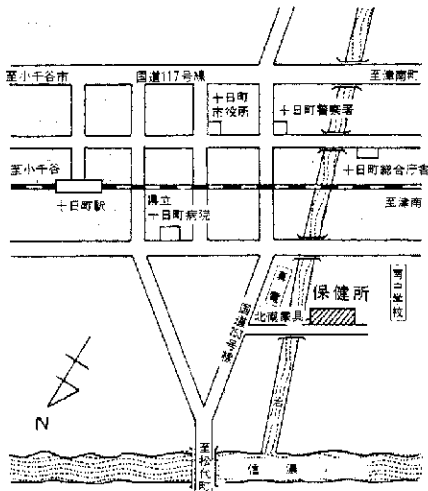 至小千谷市
国道117号線
至津南町
十日町
市役所
十日町警察署
至小千谷
十日町総合庁舎
十日町駅
県立
十日町病院
至津南
保健所
北越家具
国道253号線
N
至松代町
信濃